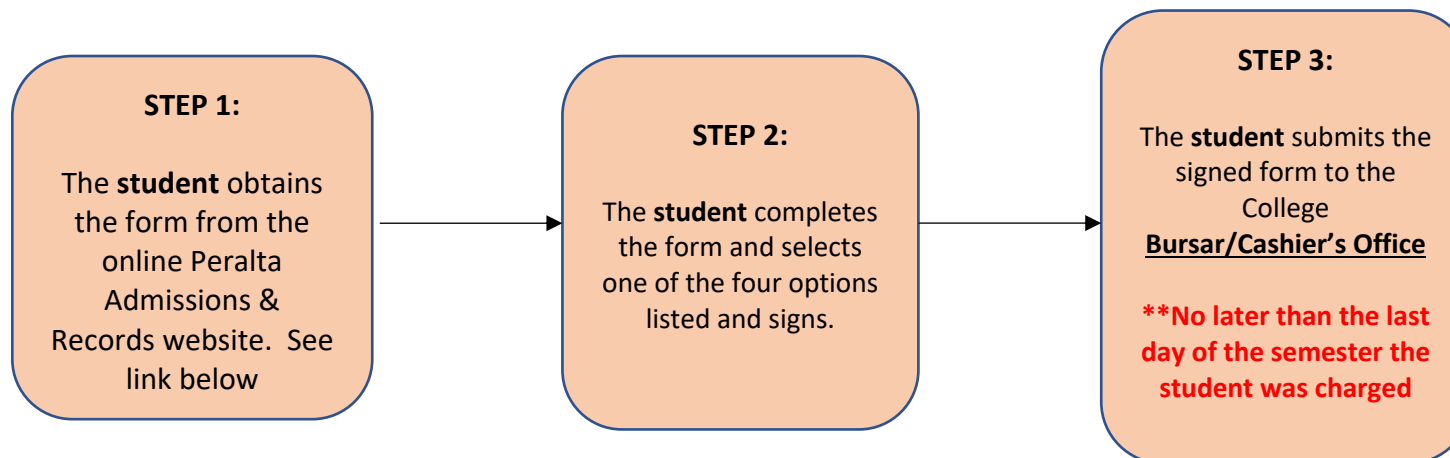 STEP 1:
The student obtains
the form from the
online Peralta
Admissions &
Records website.  See
link below
STEP 2:
The student completes
the form and selects
one of the four options
listed and signs.
STEP 3:
The student submits the
signed form to the
College
Bursar/Cashier’s Office
**No later than the last
day of the semester the
student was charged